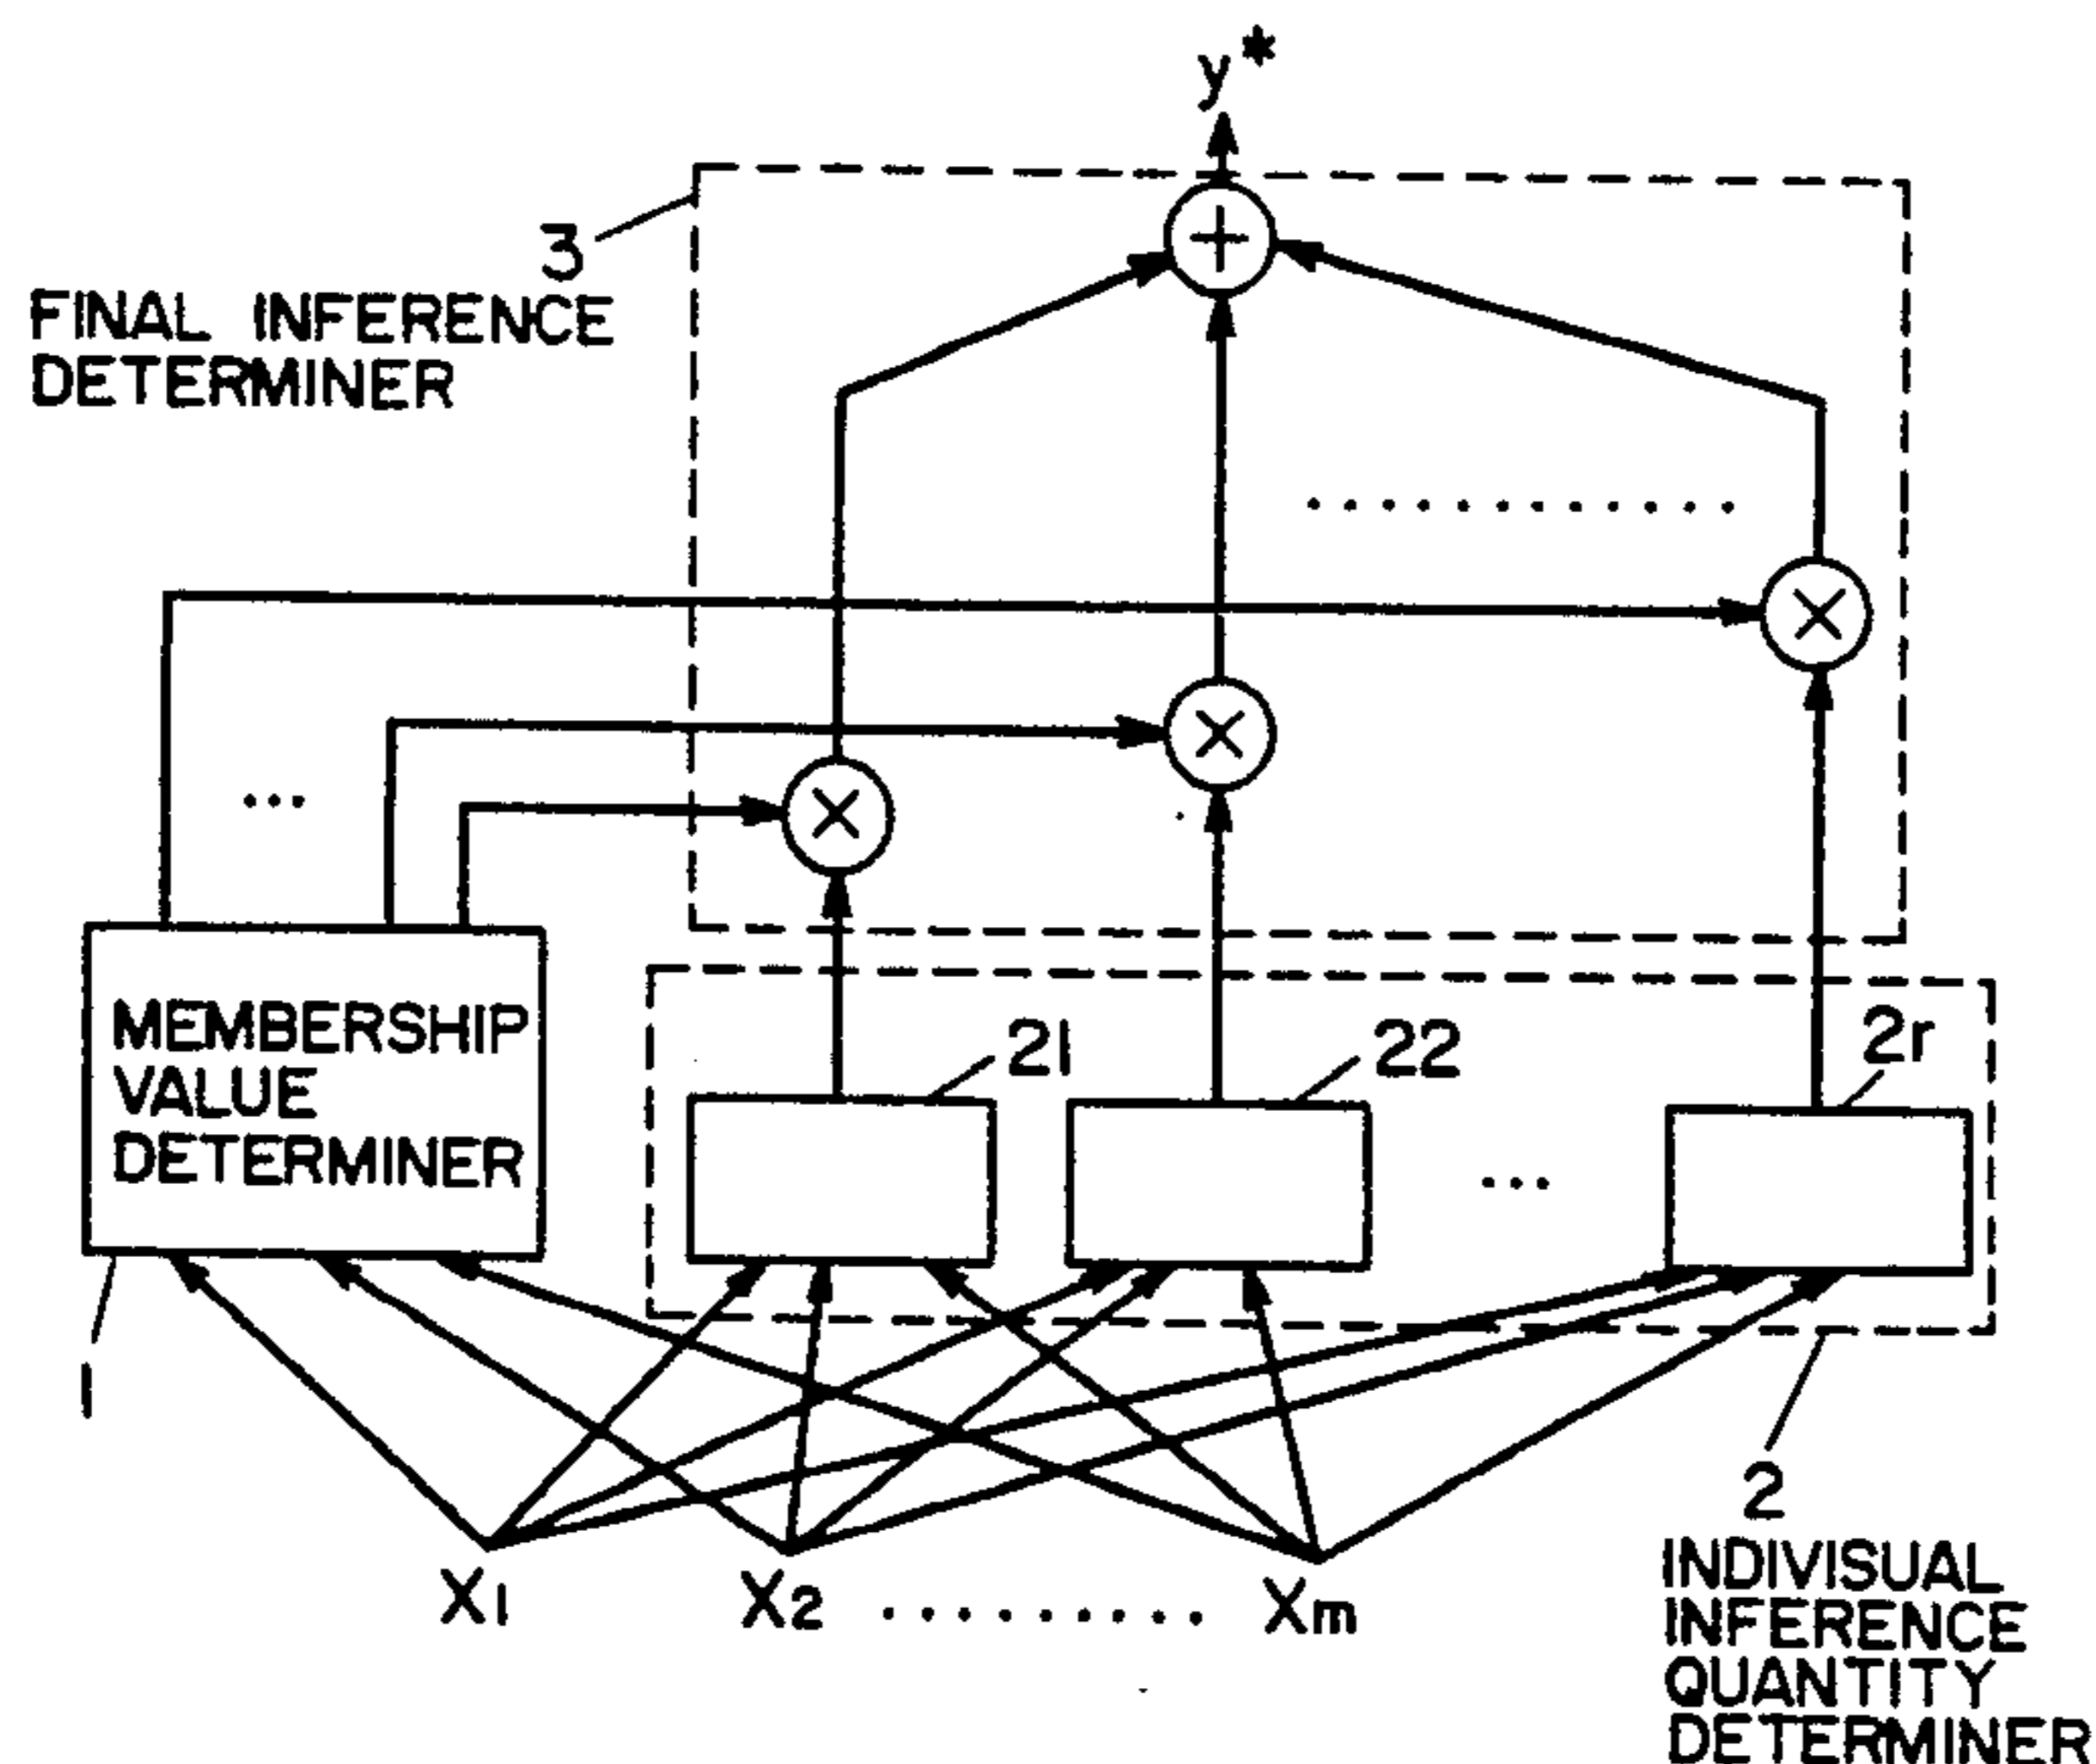 y*
3
FINAL INFERENCE
DETERMINER
+
×
×
×
...
MEMBERSHIP
VALUE
DETERMINER
21
22
2r
...
1
2
X1 X2 ......... Xm
INDIVISUAL
INFERENCE
QUANTITY
DETERMINER